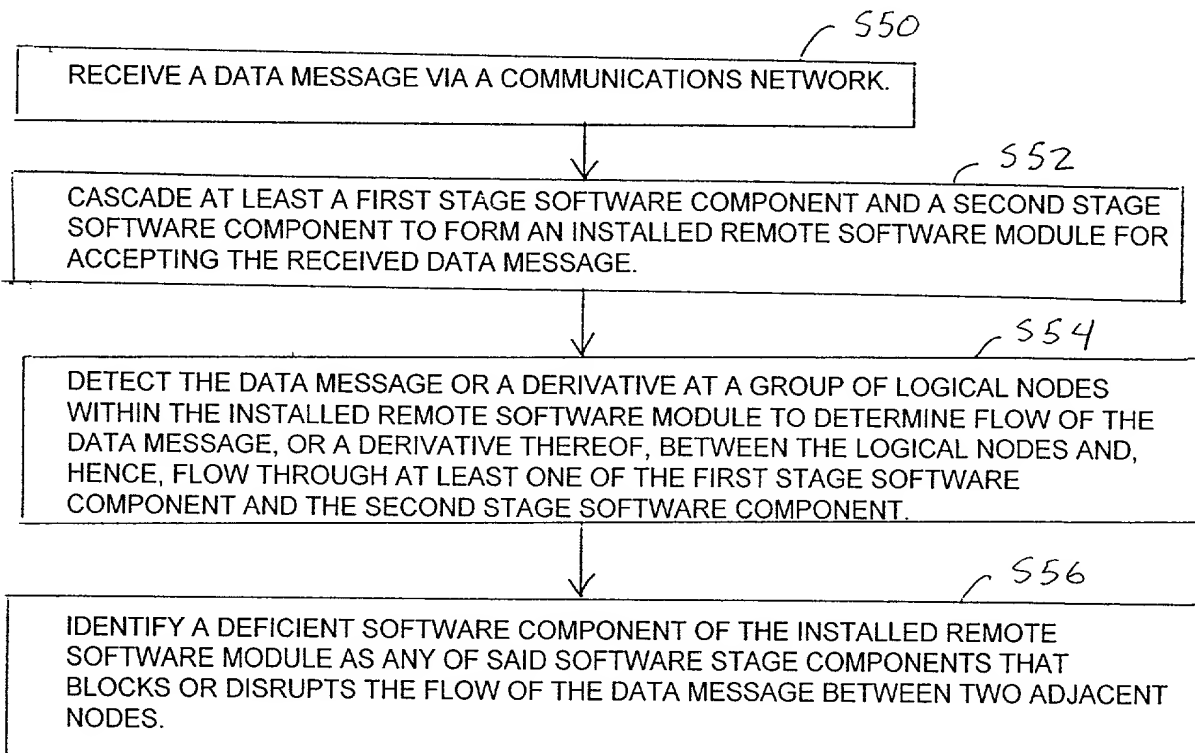 S50
RECEIVE A DATA MESSAGE VIA A COMMUNICATIONS NETWORK.
S52
CASCADE AT LEAST A FIRST STAGE SOFTWARE COMPONENT AND A SECOND STAGE
SOFTWARE COMPONENT TO FORM AN INSTALLED REMOTE SOFTWARE MODULE FOR
ACCEPTING THE RECEIVED DATA MESSAGE.
S54
DETECT THE DATA MESSAGE OR A DERIVATIVE AT A GROUP OF LOGICAL NODES
WITHIN THE INSTALLED REMOTE SOFTWARE MODULE TO DETERMINE FLOW OF THE
DATA MESSAGE, OR A DERIVATIVE THEREOF, BETWEEN THE LOGICAL NODES AND,
HENCE, FLOW THROUGH AT LEAST ONE OF THE FIRST STAGE SOFTWARE
COMPONENT AND THE SECOND STAGE SOFTWARE COMPONENT.
S56
IDENTIFY A DEFICIENT SOFTWARE COMPONENT OF THE INSTALLED REMOTE
SOFTWARE MODULE AS ANY OF SAID SOFTWARE STAGE COMPONENTS THAT
BLOCKS OR DISRUPTS THE FLOW OF THE DATA MESSAGE BETWEEN TWO ADJACENT
NODES.